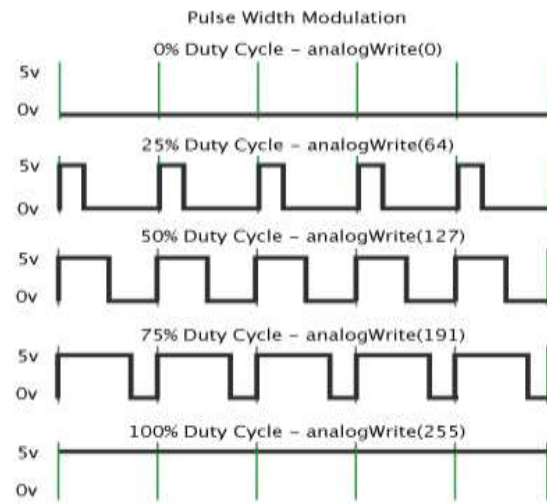 Pulse Width Modulation
0% Duty Cycle – analogWrite(0)
5v
0v
25% Duty Cycle – analogWrite(64)
5v
0v
50% Duty Cycle – analogWrite(127)
5v
0v
75% Duty Cycle – analogWrite(191)
5v
0v
100% Duty Cycle – analogWrite(255)
5v
0v